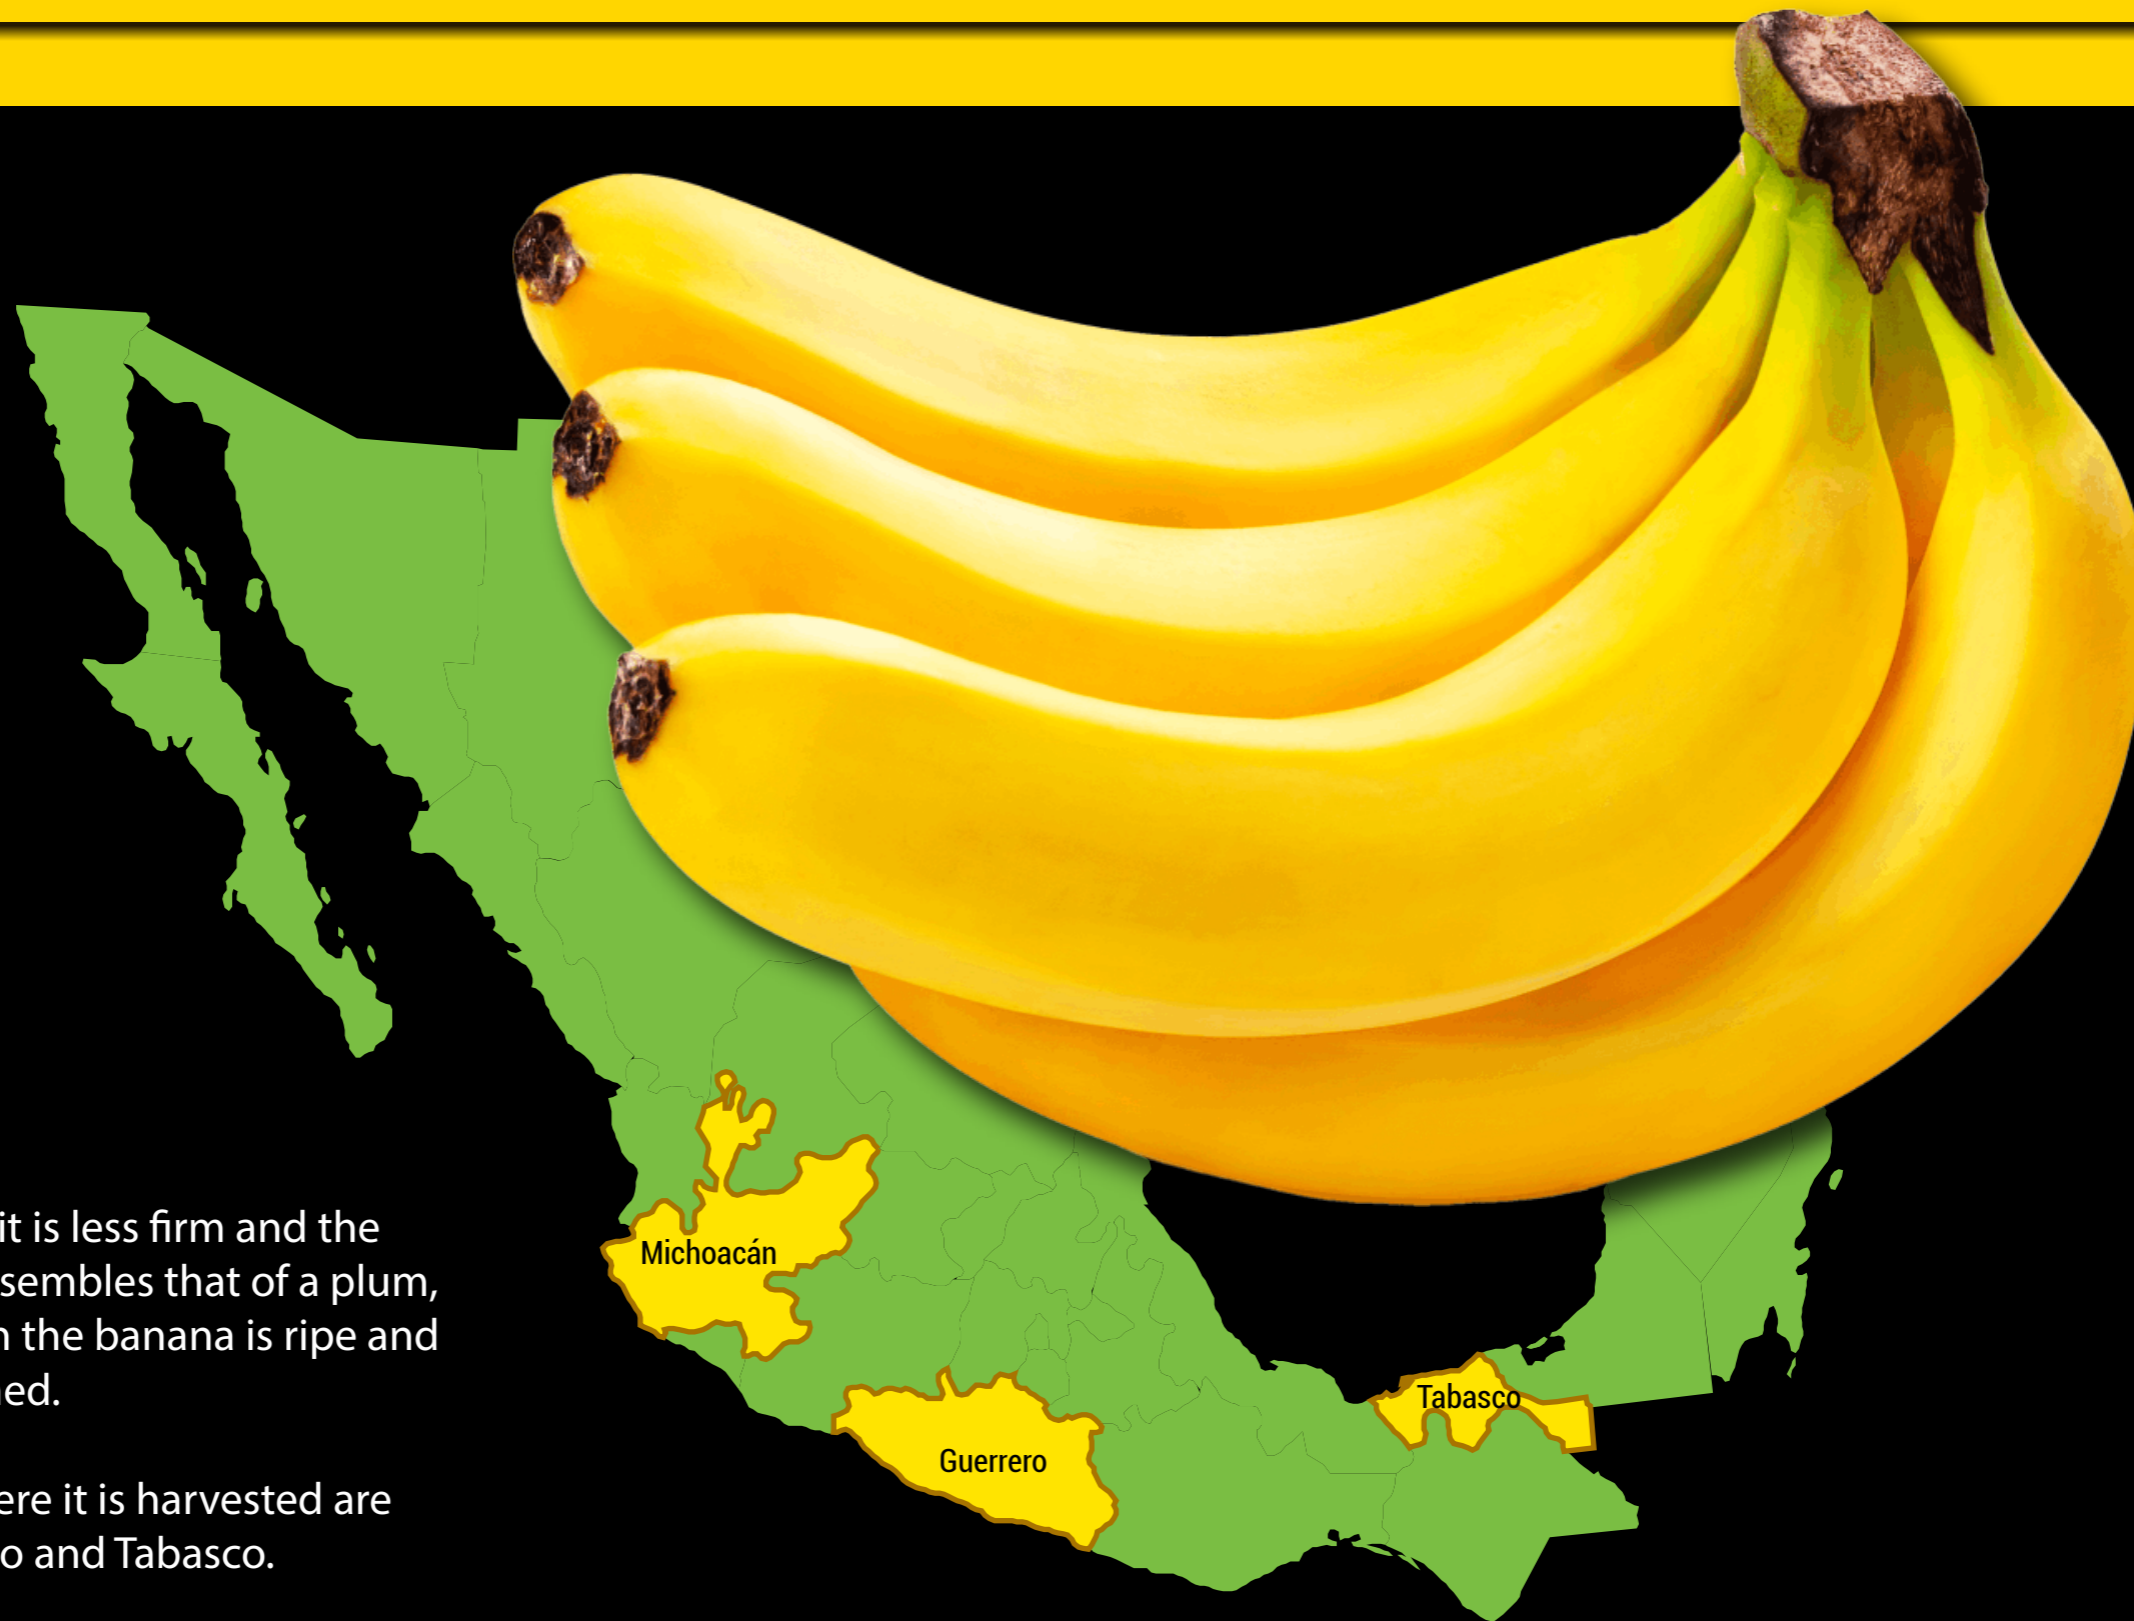 it is less firm and the
sembles that of a plum,
the banana is ripe and
ed.
ere it is harvested are
o and Tabasco.
Michoacán
Guerrero
Tabasco